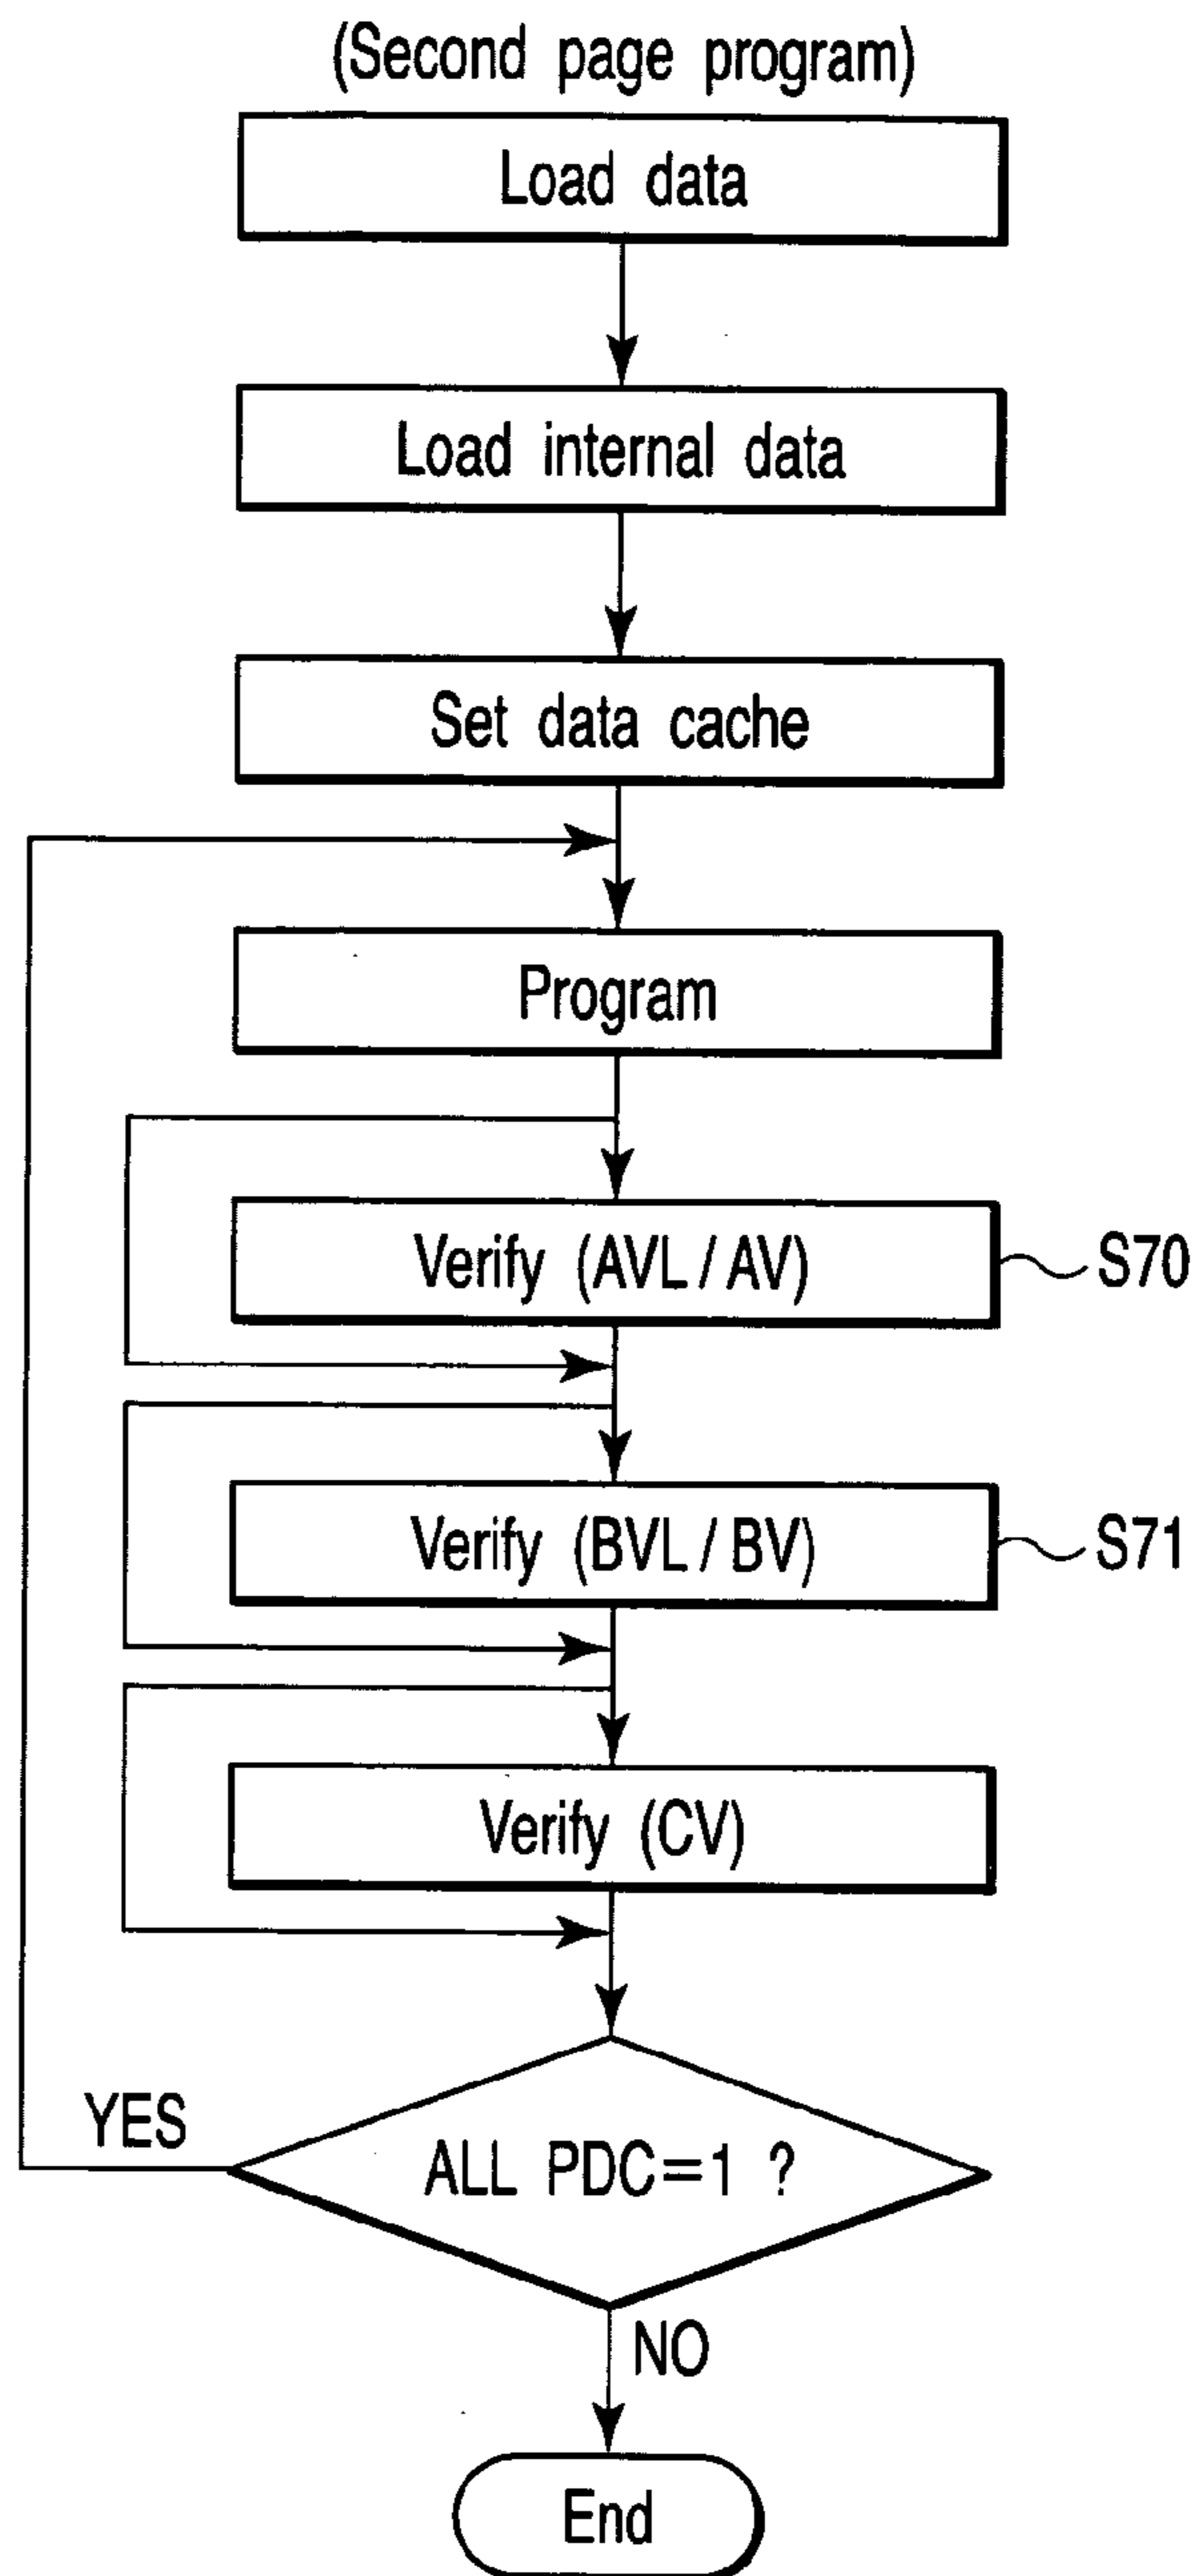 (Second page program)
Load data
Load internal data
Set data cache
Program
Verify (AVL / AV)
S70
Verify (BVL / BV)
S71
Verify (CV)
ALL PDC=1 ?
YES
NO
End